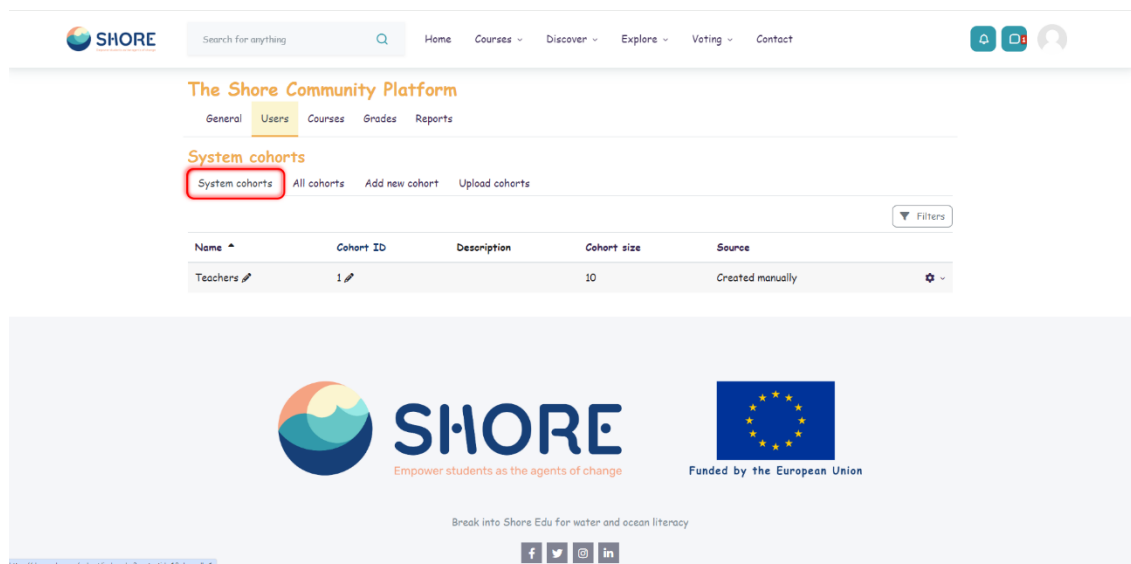 SHORE
Search for anything
Home Courses Discover Explore Voting Contact
1
The Shore Community Platform
General Users Courses Grades Reports
System cohorts
System cohorts All cohorts Add new cohort Upload cohorts
Filters
Name Cohort ID Description Cohort size Source
Teachers 1 10 Created manually
SHORE
Empower students as the agents of change
Funded by the European Union
Break into Shore Edu for water and ocean literacy
f in